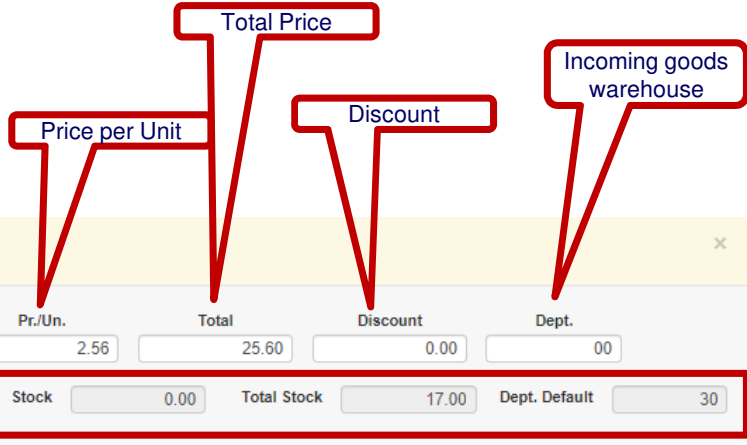 Total Price
Incoming goods
warehouse
Discount
Price per Unit
×
Pr./Un. Total Discount Dept.
2.56 25.60 0.00 00
Stock 0.00 Total Stock 17.00 Dept. Default 30